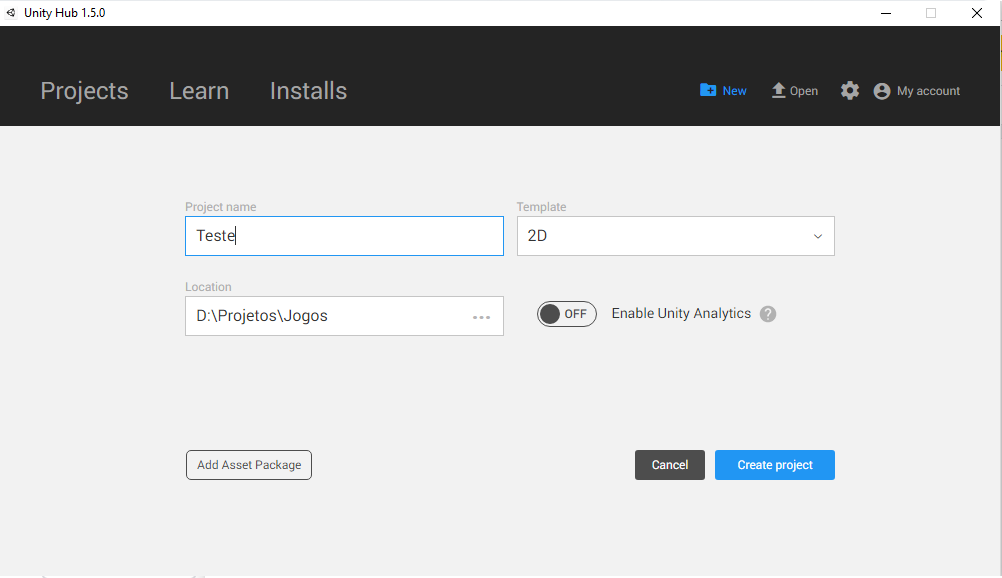 Unity Hub 1.5.0
Projects Learn Installs New Open My account
Project name Template
Teste 2D
Location
D:\Projetos\Jogos ... OFF Enable Unity Analytics ?
Add Asset Package Cancel Create project